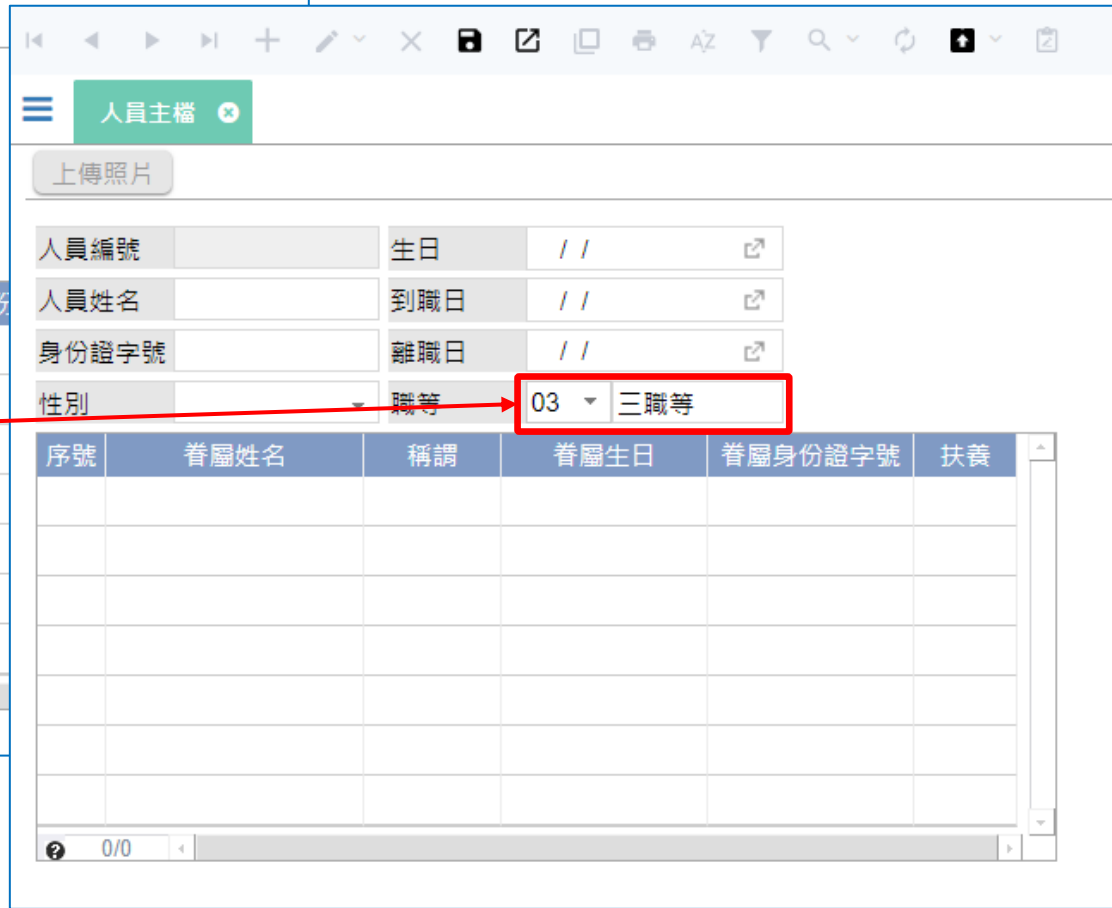 人員主檔
上傳照片
人員編號 生日 / /
人員姓名 到職日 / /
身份證字號 離職日 / /
性別 職等 03 三職等
序號 眷屬姓名 稱謂 眷屬生日 眷屬身份證字號 扶養
0/0